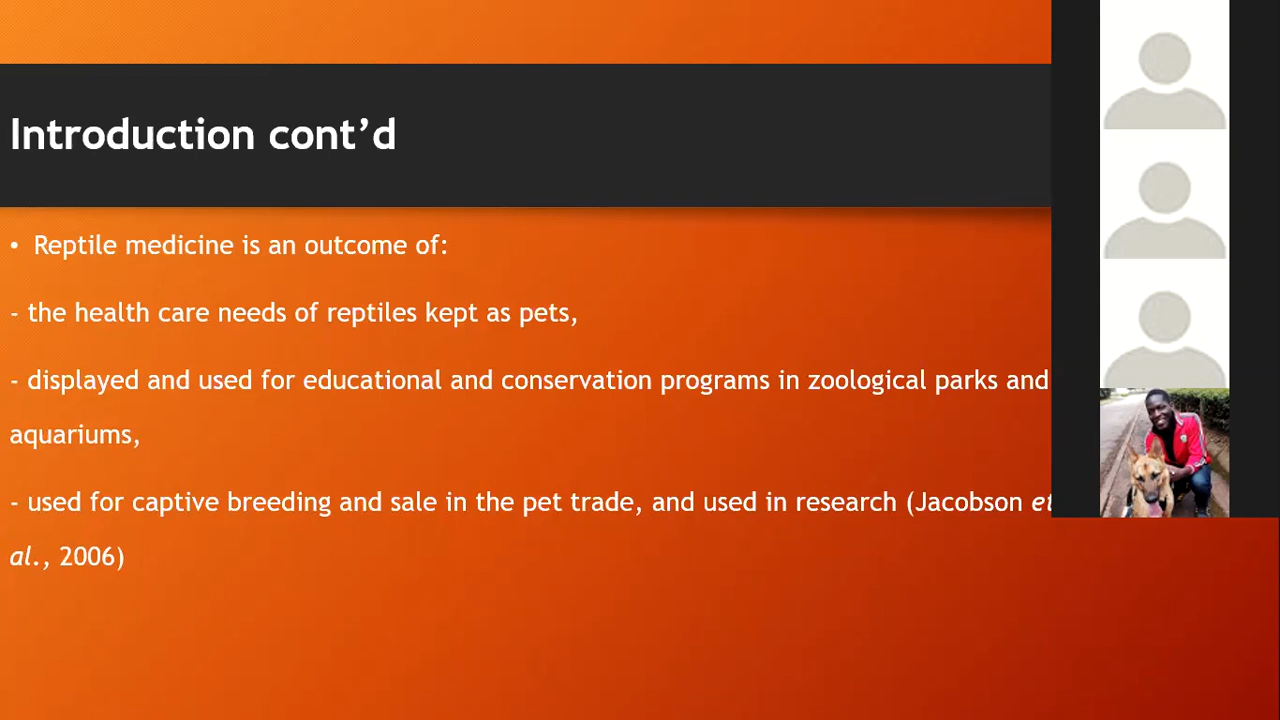 Introduction cont’d
• Reptile medicine is an outcome of:
- the health care needs of reptiles kept as pets,
- displayed and used for educational and conservation programs in zoological parks and
aquariums,
- used for captive breeding and sale in the pet trade, and used in research (Jacobson et
al., 2006)